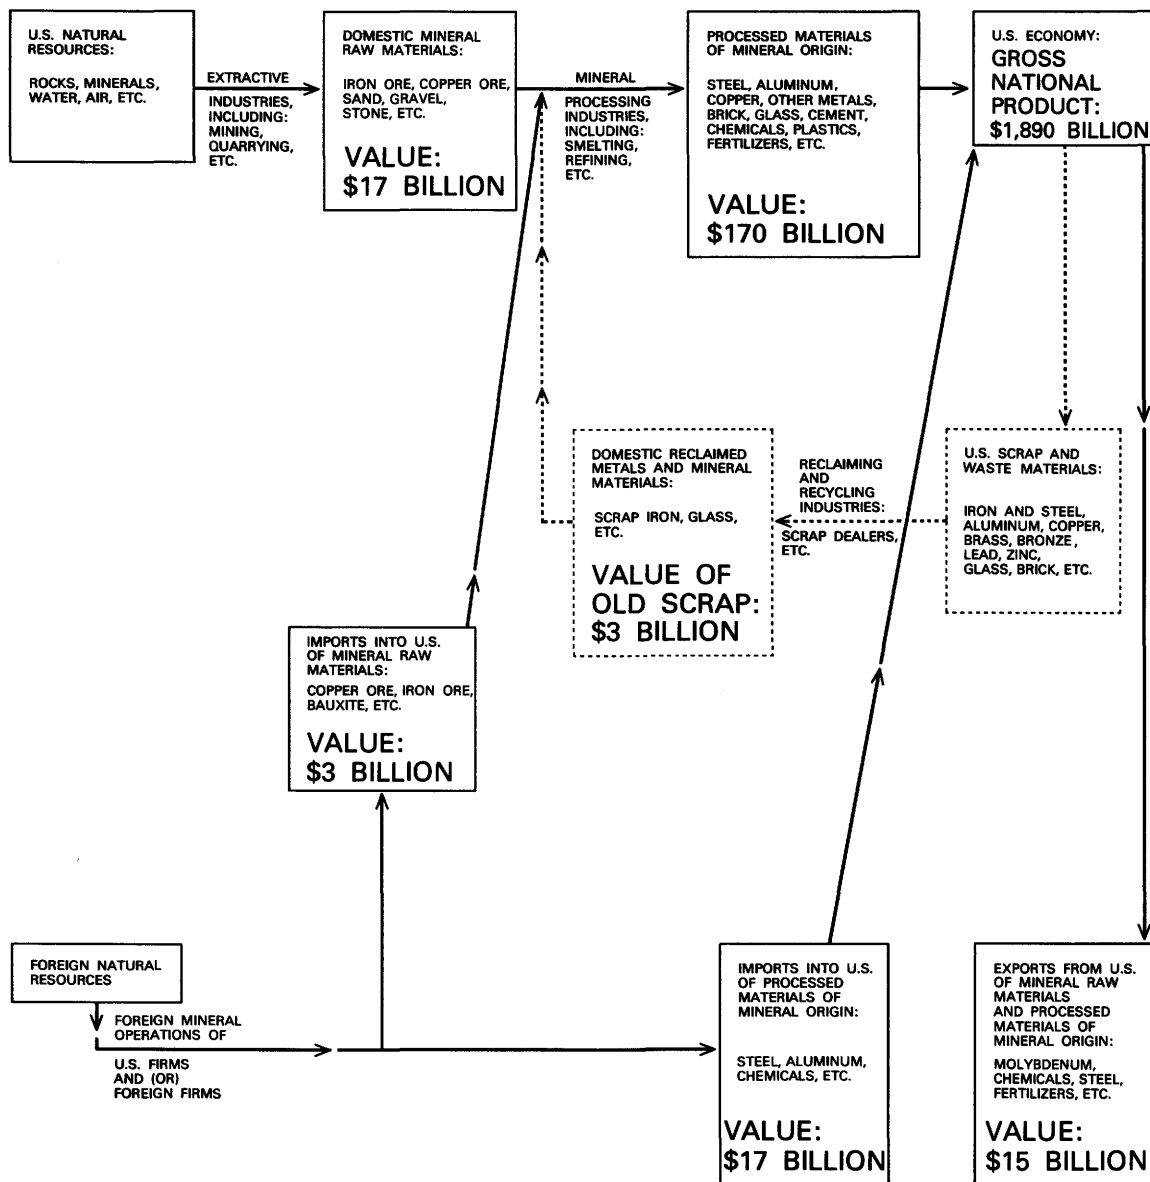 U.S. NATURAL
RESOURCES:
ROCKS, MINERALS,
WATER, AIR, ETC.
EXTRACTIVE
INDUSTRIES,
INCLUDING:
MINING,
QUARRYING,
ETC.
DOMESTIC MINERAL
RAW MATERIALS:
IRON ORE, COPPER ORE,
SAND, GRAVEL,
STONE, ETC.
VALUE:
$17 BILLION
MINERAL
PROCESSING
INDUSTRIES,
INCLUDING:
SMELTING,
REFINING,
ETC.
PROCESSED MATERIALS
OF MINERAL ORIGIN:
STEEL, ALUMINUM,
COPPER, OTHER METALS,
BRICK, GLASS, CEMENT,
CHEMICALS, PLASTICS,
FERTILIZERS, ETC.
VALUE:
$170 BILLION
U.S. ECONOMY:
GROSS
NATIONAL
PRODUCT:
$1,890 BILLION
DOMESTIC RECLAIMED
METALS AND MINERAL
MATERIALS:
SCRAP IRON, GLASS,
ETC.
VALUE OF
OLD SCRAP:
$3 BILLION
RECLAIMING
AND
RECYCLING
INDUSTRIES:
SCRAP DEALERS,
ETC.
U.S. SCRAP AND
WASTE MATERIALS:
IRON AND STEEL,
ALUMINUM, COPPER,
BRASS, BRONZE,
LEAD, ZINC,
GLASS, BRICK, ETC.
IMPORTS INTO U.S.
OF MINERAL RAW
MATERIALS:
COPPER ORE, IRON ORE,
BAUXITE, ETC.
VALUE:
$3 BILLION
FOREIGN NATURAL
RESOURCES
FOREIGN MINERAL
OPERATIONS OF
U.S. FIRMS
AND (OR)
FOREIGN FIRMS
IMPORTS INTO U.S.
OF PROCESSED
MATERIALS OF
MINERAL ORIGIN:
STEEL, ALUMINUM,
CHEMICALS, ETC.
VALUE:
$17 BILLION
EXPORTS FROM U.S.
OF MINERAL RAW
MATERIALS
AND PROCESSED
MATERIALS OF
MINERAL ORIGIN:
MOLYBDENUM,
CHEMICALS, STEEL,
FERTILIZERS, ETC.
VALUE:
$15 BILLION